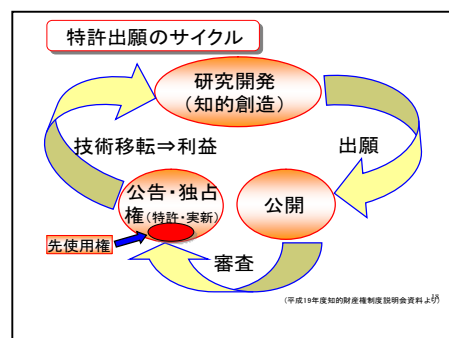 特許出願のサイクル
研究開発
（知的創造）
技術移転⇒利益
出願
公告・独占
権（特許・実新）
公開
先使用権
審査
（平成19年度知的財産権制度説明会資料より）